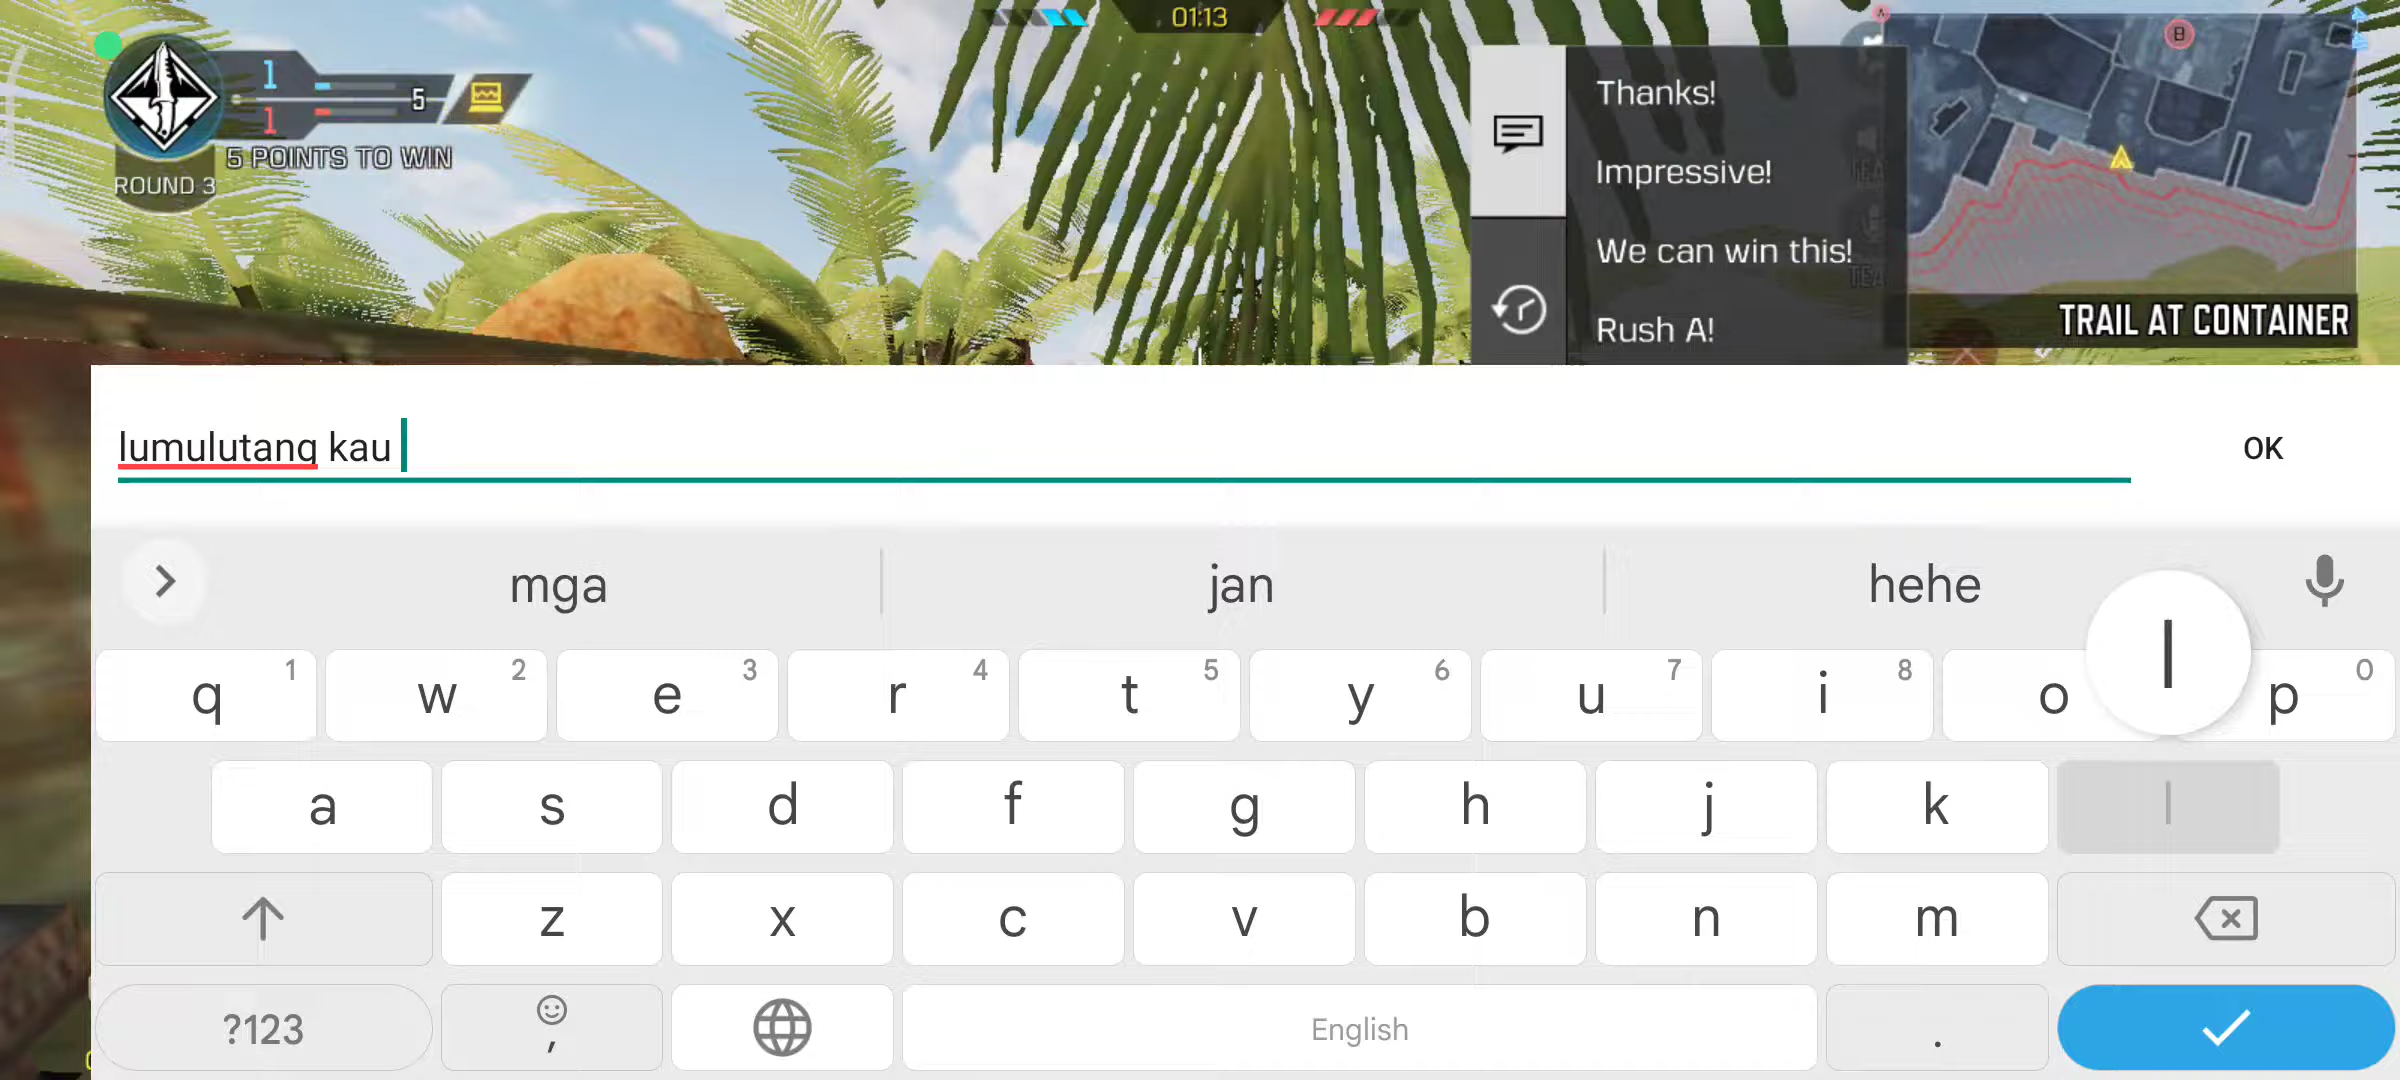 01:13
1
1
5
5 POINTS TO WIN
ROUND 3
B
Thanks!
Impressive!
We can win this!
Rush A!
TRAIL AT CONTAINER
lumulutang kau
OK
mga jan hehe
q 1 w 2 e 3 r 4 t 5 y 6 u 7 i 8 o l p 0
a s d f g h j k l
z x c v b n m
?123 , English .